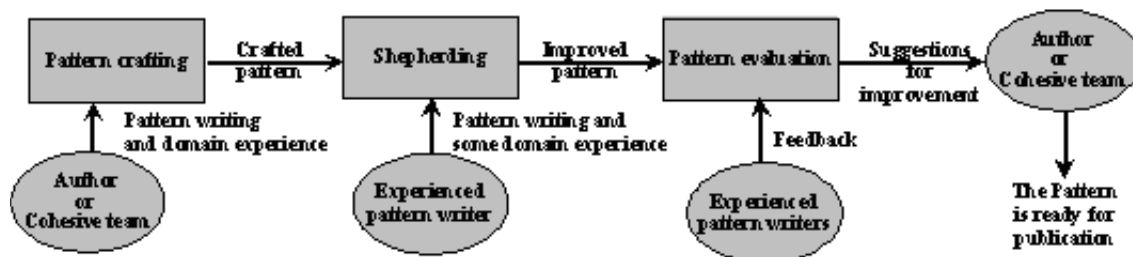 Pattern crafting
Crafted
pattern
Shepherding
Improved
pattern
Pattern evaluation
Suggestions
for
improvement
Author
or
Cohesive team
Pattern writing
and domain experience
Pattern writing and
some domain experience
Feedback
Author
or
Cohesive team
Experienced
pattern writer
Experienced
pattern writers
The Pattern
is ready for
publication